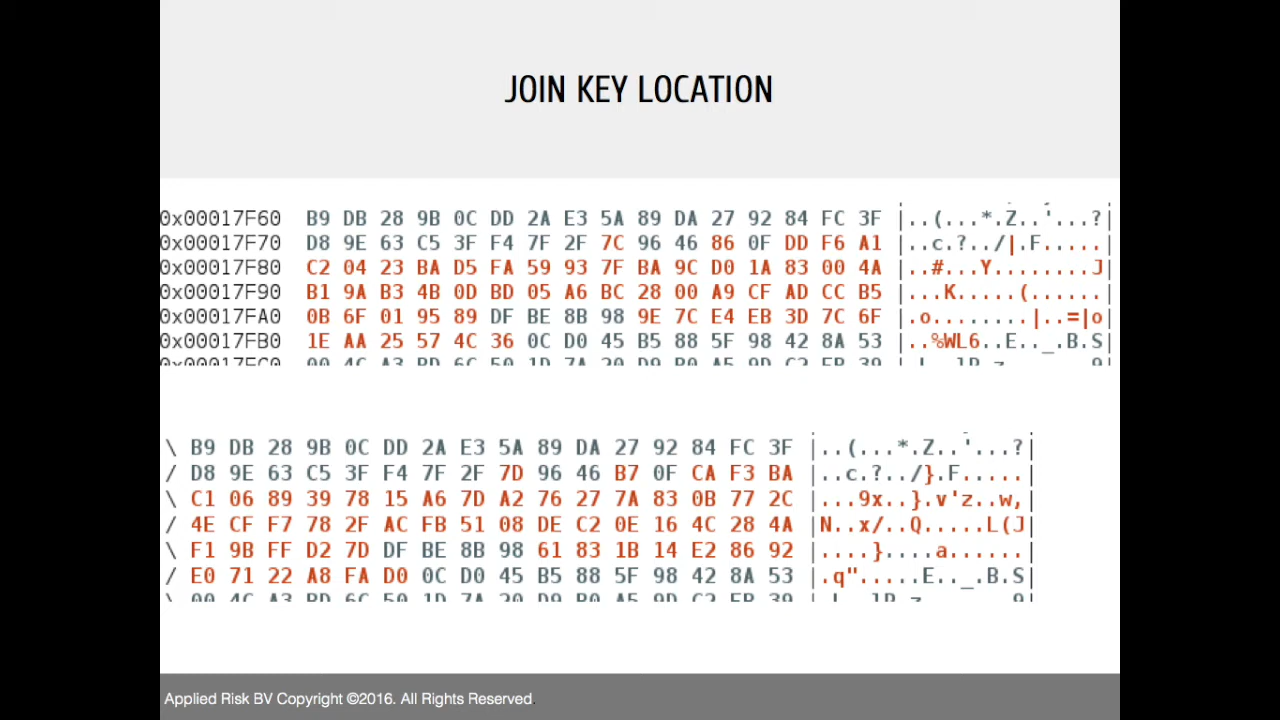 JOIN KEY LOCATION
0x00017F60 B9 DB 28 9B 0C DD 2A E3 5A 89 DA 27 92 84 FC 3F |..(...*.Z..'...?|
0x00017F70 D8 9E 63 C5 3F F4 7F 2F 7C 96 46 86 0F DD F6 A1 |..c.?../|.F.....|
0x00017F80 C2 04 23 BA D5 FA 59 93 7F BA 9C D0 1A 83 00 4A |..#...Y........J
0x00017F90 B1 9A B3 4B 0D BD 05 A6 BC 28 00 A9 CF AD CC B5 |...K.....(......|
0x00017FA0 0B 6F 01 95 89 DF BE 8B 98 9E 7C E4 EB 3D 7C 6F |.o........|..=|o|
0x00017FB0 1E AA 25 57 4C 36 0C D0 45 B5 88 5F 98 42 8A 53 |..%WL6..E.._.B.S|
\ B9 DB 28 9B 0C DD 2A E3 5A 89 DA 27 92 84 FC 3F |..(...*.Z..'...?|
/ D8 9E 63 C5 3F F4 7F 2F 7D 96 46 B7 0F CA F3 BA |..c.?../}.F.....|
\ C1 06 89 39 78 15 A6 7D A2 76 27 7A 83 0B 77 2C |...9x..}.v'z..w,|
/ 4E CF F7 78 2F AC FB 51 08 DE C2 0E 16 4C 28 4A |N..x/..Q.....L(J|
\ F1 9B FF D2 7D DF BE 8B 98 61 83 1B 14 E2 86 92 |....}....a......|
/ E0 71 22 A8 FA D0 0C D0 45 B5 88 5F 98 42 8A 53 |.q".....E.._.B.S|
Applied Risk BV Copyright ©2016. All Rights Reserved.